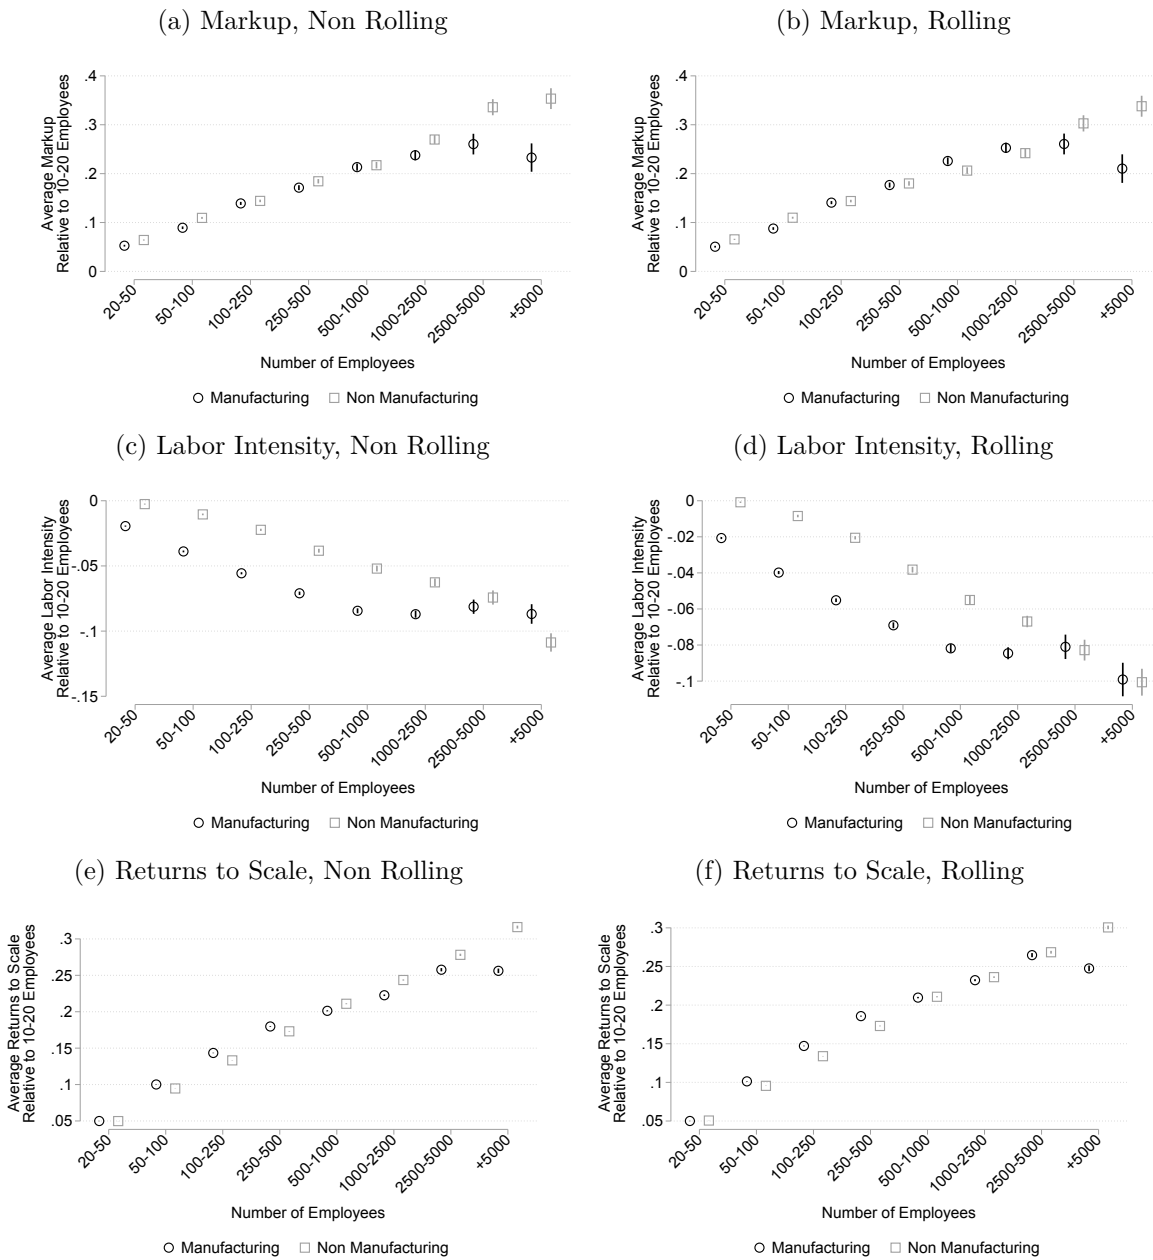 (a) Markup, Non Rolling
Average Markup
Relative to 10-20 Employees
.4
.3
.2
.1
0
20-50
50-100
100-250
250-500
500-1000
1000-2500
2500-5000
+5000
Number of Employees
Manufacturing
Non Manufacturing
(b) Markup, Rolling
Average Markup
Relative to 10-20 Employees
.4
.3
.2
.1
0
20-50
50-100
100-250
250-500
500-1000
1000-2500
2500-5000
+5000
Number of Employees
Manufacturing
Non Manufacturing
(c) Labor Intensity, Non Rolling
Average Labor Intensity
Relative to 10-20 Employees
0
-.05
-.1
-.15
20-50
50-100
100-250
250-500
500-1000
1000-2500
2500-5000
+5000
Number of Employees
Manufacturing
Non Manufacturing
(d) Labor Intensity, Rolling
Average Labor Intensity
Relative to 10-20 Employees
0
-.02
-.04
-.06
-.08
-.1
20-50
50-100
100-250
250-500
500-1000
1000-2500
2500-5000
+5000
Number of Employees
Manufacturing
Non Manufacturing
(e) Returns to Scale, Non Rolling
Average Returns to Scale
Relative to 10-20 Employees
.3
.25
.2
.15
.1
.05
20-50
50-100
100-250
250-500
500-1000
1000-2500
2500-5000
+5000
Number of Employees
Manufacturing
Non Manufacturing
(f) Returns to Scale, Rolling
Average Returns to Scale
Relative to 10-20 Employees
.3
.25
.2
.15
.1
.05
20-50
50-100
100-250
250-500
500-1000
1000-2500
2500-5000
+5000
Number of Employees
Manufacturing
Non Manufacturing